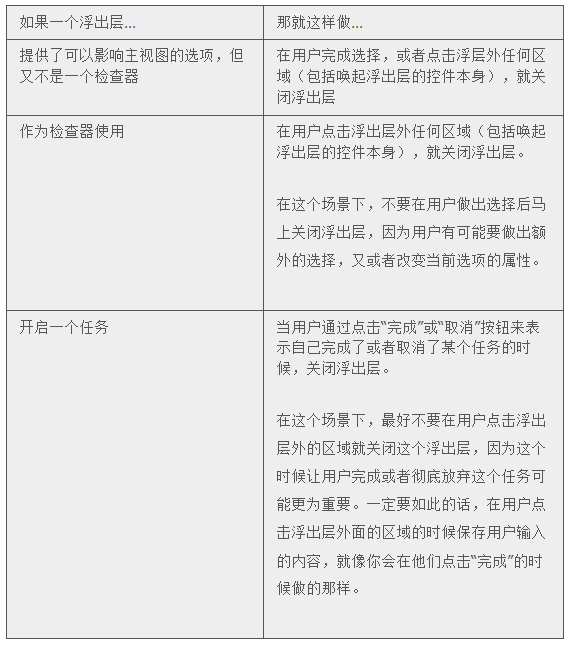 如果一个浮出层...
那就这样做...
提供了可以影响主视图的选项，但
又不是一个检查器
在用户完成选择，或者点击浮层外任何区
域（包括唤起浮出层的控件本身），就关
闭浮出层
作为检查器使用
在用户点击浮出层外任何区域（包括唤起
浮出层的控件本身），就关闭浮出层。
在这个场景下，不要在用户做出选择后马
上关闭浮出层，因为用户有可能要做出额
外的选择，又或者改变当前选项的属性。
开启一个任务
当用户通过点击“完成”或“取消”按钮来表
示自己完成了或者取消了某个任务的时
候，关闭浮出层。
在这个场景下，最好不要在用户点击浮出
层外的区域就关闭这个浮出层，因为这个
时候让用户完成或者彻底放弃这个任务可
能更为重要。一定要如此的话，在用户点
击浮出层外面的区域的时候保存用户输入
的内容，就像你会在他们点击“完成”的时
候做的那样。